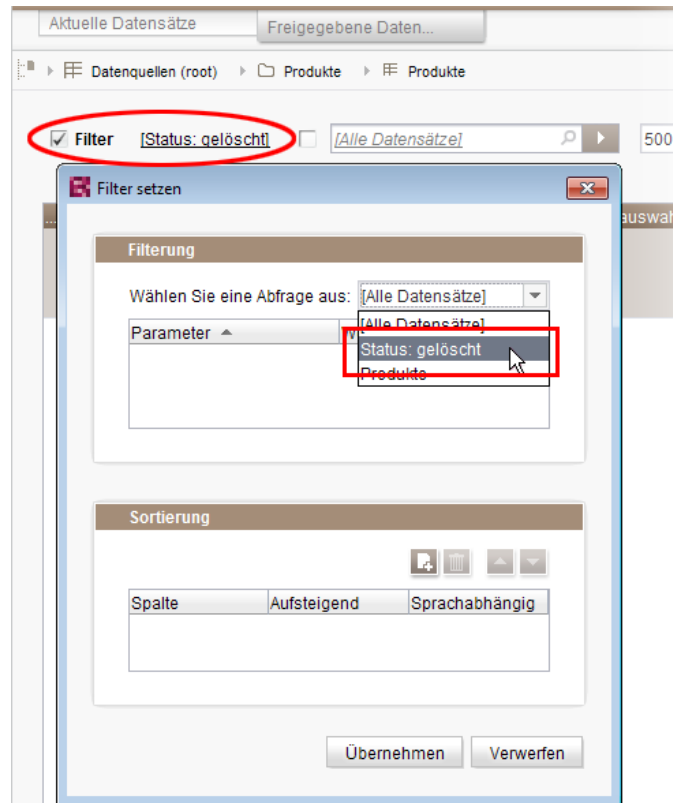 Aktuelle Datensätze
Freigegebene Daten...
Datenquellen (root) Produkte Produkte
Filter [Status: gelöscht] [Alle Datensätze] 500
Filter setzen
...
auswah
Filterung
Wählen Sie eine Abfrage aus: [Alle Datensätze]
[Alle Datensätze]
Parameter
Status: gelöscht
Produkte
Sortierung
Spalte Aufsteigend Sprachabhängig
Übernehmen Verwerfen